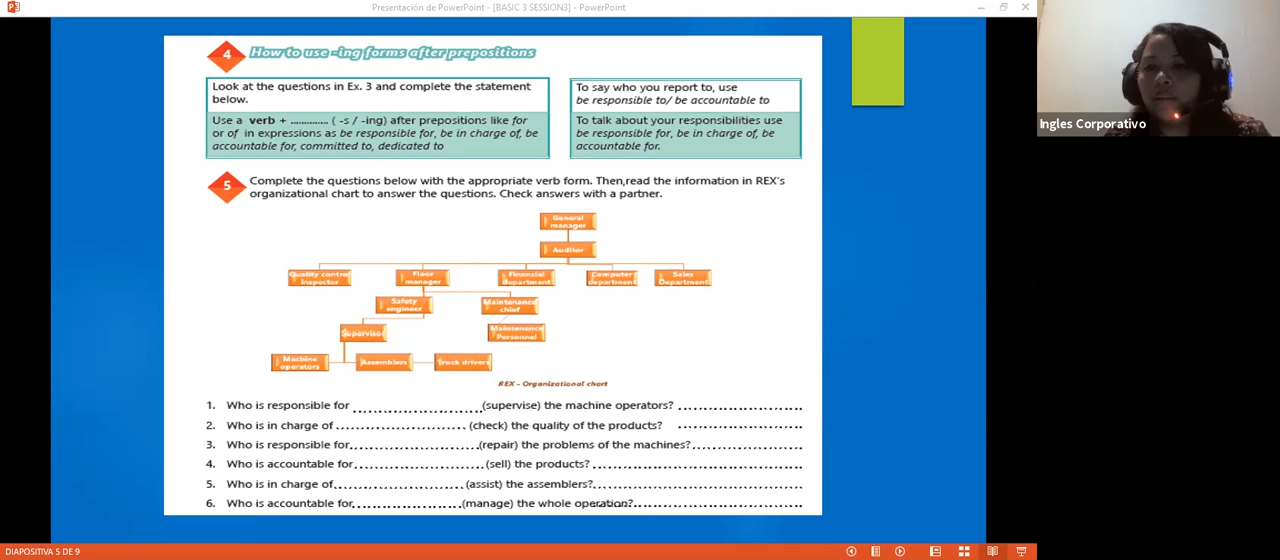 Presentación de PowerPoint - [BASIC 3 SESSION3] - PowerPoint
4 How to use -ing forms after prepositions
Look at the questions in Ex. 3 and complete the statement
below.
Use a verb + ............. ( -s / -ing) after prepositions like for
or of in expressions as be responsible for, be in charge of, be
accountable for, committed to, dedicated to
To say who you report to, use
be responsible to/ be accountable to
To talk about your responsibilities use
be responsible for, be in charge of, be
accountable for.
5 Complete the questions below with the appropriate verb form. Then,read the information in REX's
organizational chart to answer the questions. Check answers with a partner.
General
manager
Auditor
Quality control
Inspector
Floor
manager
Financial
department
Computer
department
Sales
Department
Safety
engineer
Maintenance
chief
Supervisor
Maintenance
Personnel
Machine
operators
Assemblers
Truck drivers
REX - Organizational chart
1. Who is responsible for ........................... (supervise) the machine operators? ...........................
2. Who is in charge of ........................... (check) the quality of the products? ...........................
3. Who is responsible for........................... (repair) the problems of the machines?...........................
4. Who is accountable for........................... (sell) the products? ...........................
5. Who is in charge of........................... (assist) the assemblers?...........................
6. Who is accountable for........................... (manage) the whole operation?...........................
Ingles Corporativo
DIAPOSITIVA 5 DE 9